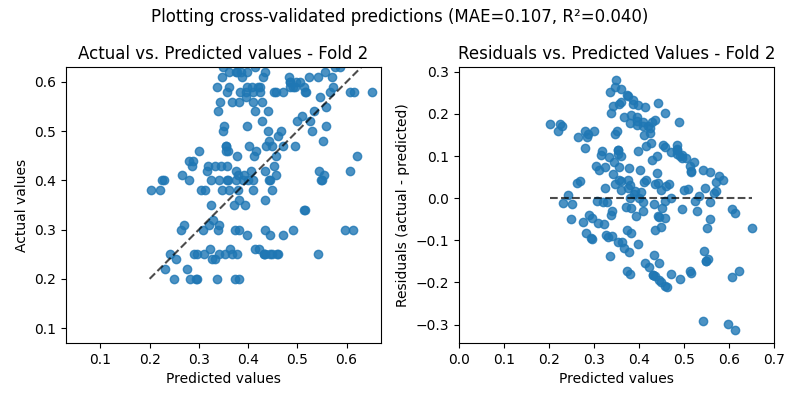 Plotting cross-validated predictions (MAE=0.107, R²=0.040)
Actual vs. Predicted values - Fold 2
Actual values
0.6
0.5
0.4
0.3
0.2
0.1
0.1 0.2 0.3 0.4 0.5 0.6
Predicted values
Residuals vs. Predicted Values - Fold 2
Residuals (actual - predicted)
0.3
0.2
0.1
0.0
−0.1
−0.2
−0.3
0.0 0.1 0.2 0.3 0.4 0.5 0.6 0.7
Predicted values